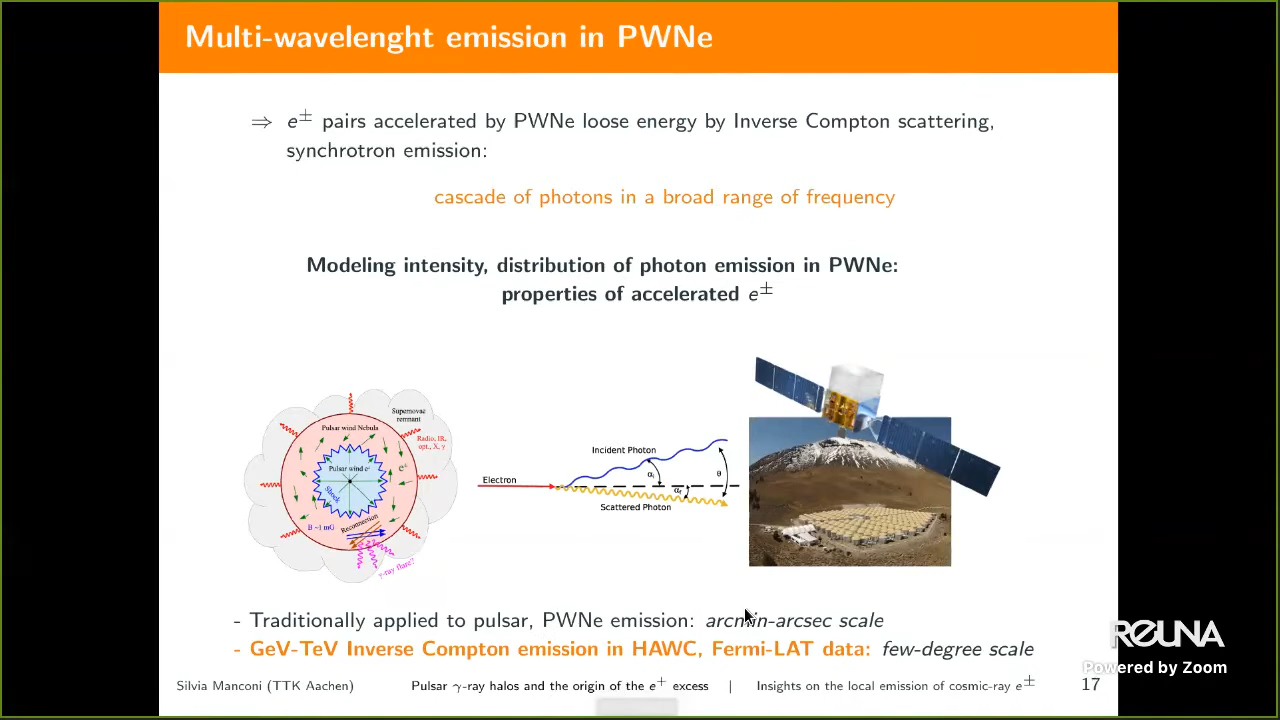 Multi-wavelenght emission in PWNe
⇒ e± pairs accelerated by PWNe loose energy by Inverse Compton scattering,
synchrotron emission:
cascade of photons in a broad range of frequency
Modeling intensity, distribution of photon emission in PWNe:
properties of accelerated e±
Supernovae
remnant
Pulsar wind Nebula
Radio, IR,
opt., X, γ
Pulsar wind e±
e±
Shock
B ~1 mG
Reconnection
γ-ray flare?
Incident Photon
Electron
αi
θ
αf
Scattered Photon
- Traditionally applied to pulsar, PWNe emission: arcmin-arcsec scale
- GeV-TeV Inverse Compton emission in HAWC, Fermi-LAT data: few-degree scale
Silvia Manconi (TTK Aachen) Pulsar γ-ray halos and the origin of the e+ excess | Insights on the local emission of cosmic-ray e± 17
REUNA
Powered by Zoom